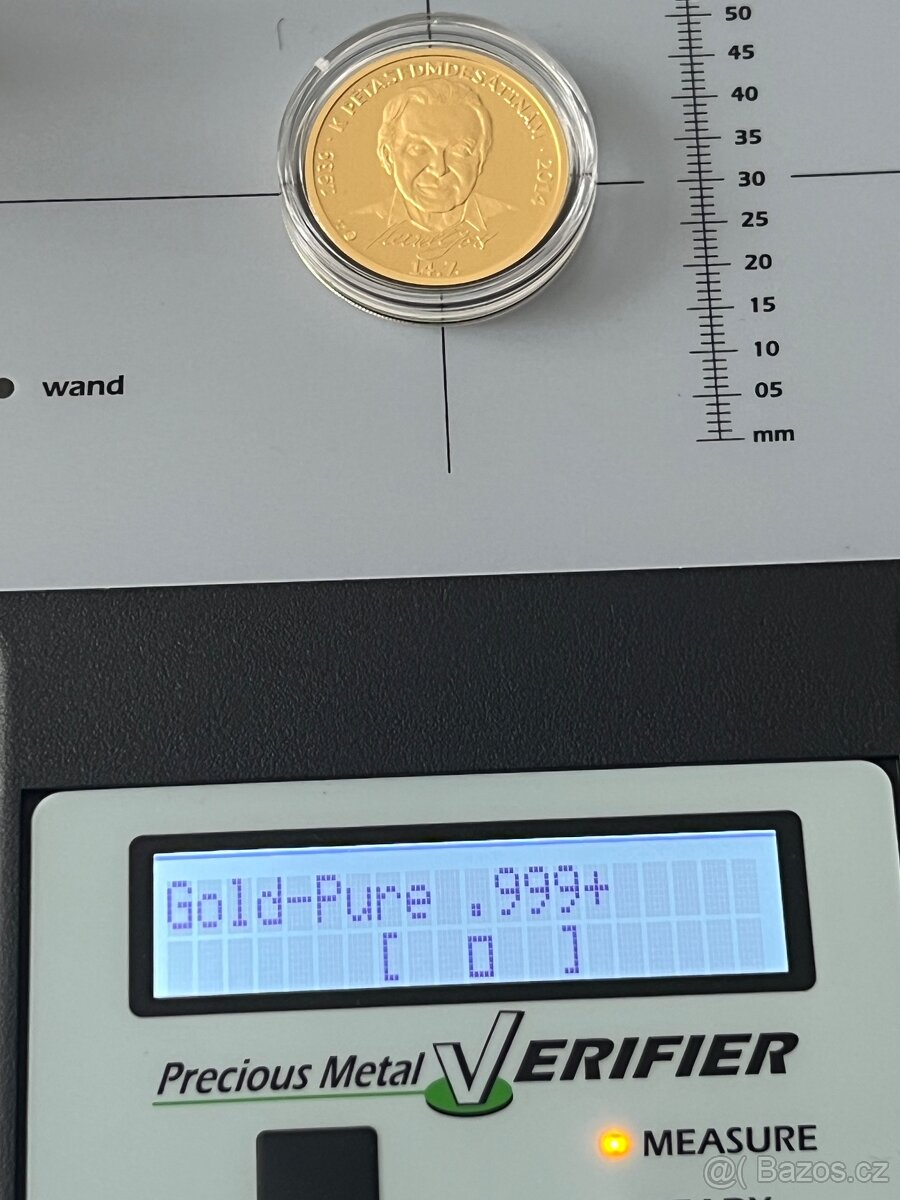 50
45
40
35
30
25
20
15
10
05
mm
1939 · K PĚTASEDMDESÁTINÁM · 2014
14.7.
wand
Gold-Pure .999+
[ ▯ ]
Precious Metal VERIFIER
MEASURE
@( Bazos.cz